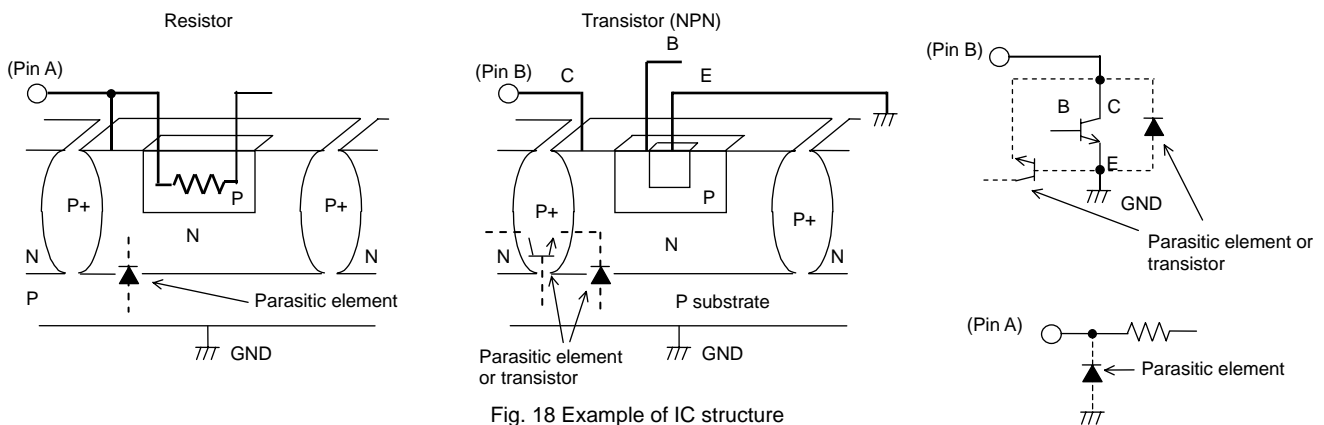 Resistor
(Pin A)
P
P+
P+
N
N
N
P
Parasitic element
GND
Transistor (NPN)
B
(Pin B)
C
E
P
P+
P+
N
N
N
P substrate
Parasitic element
or transistor
GND
(Pin B)
B
C
E
GND
Parasitic element or
transistor
(Pin A)
Parasitic element
Fig. 18 Example of IC structure